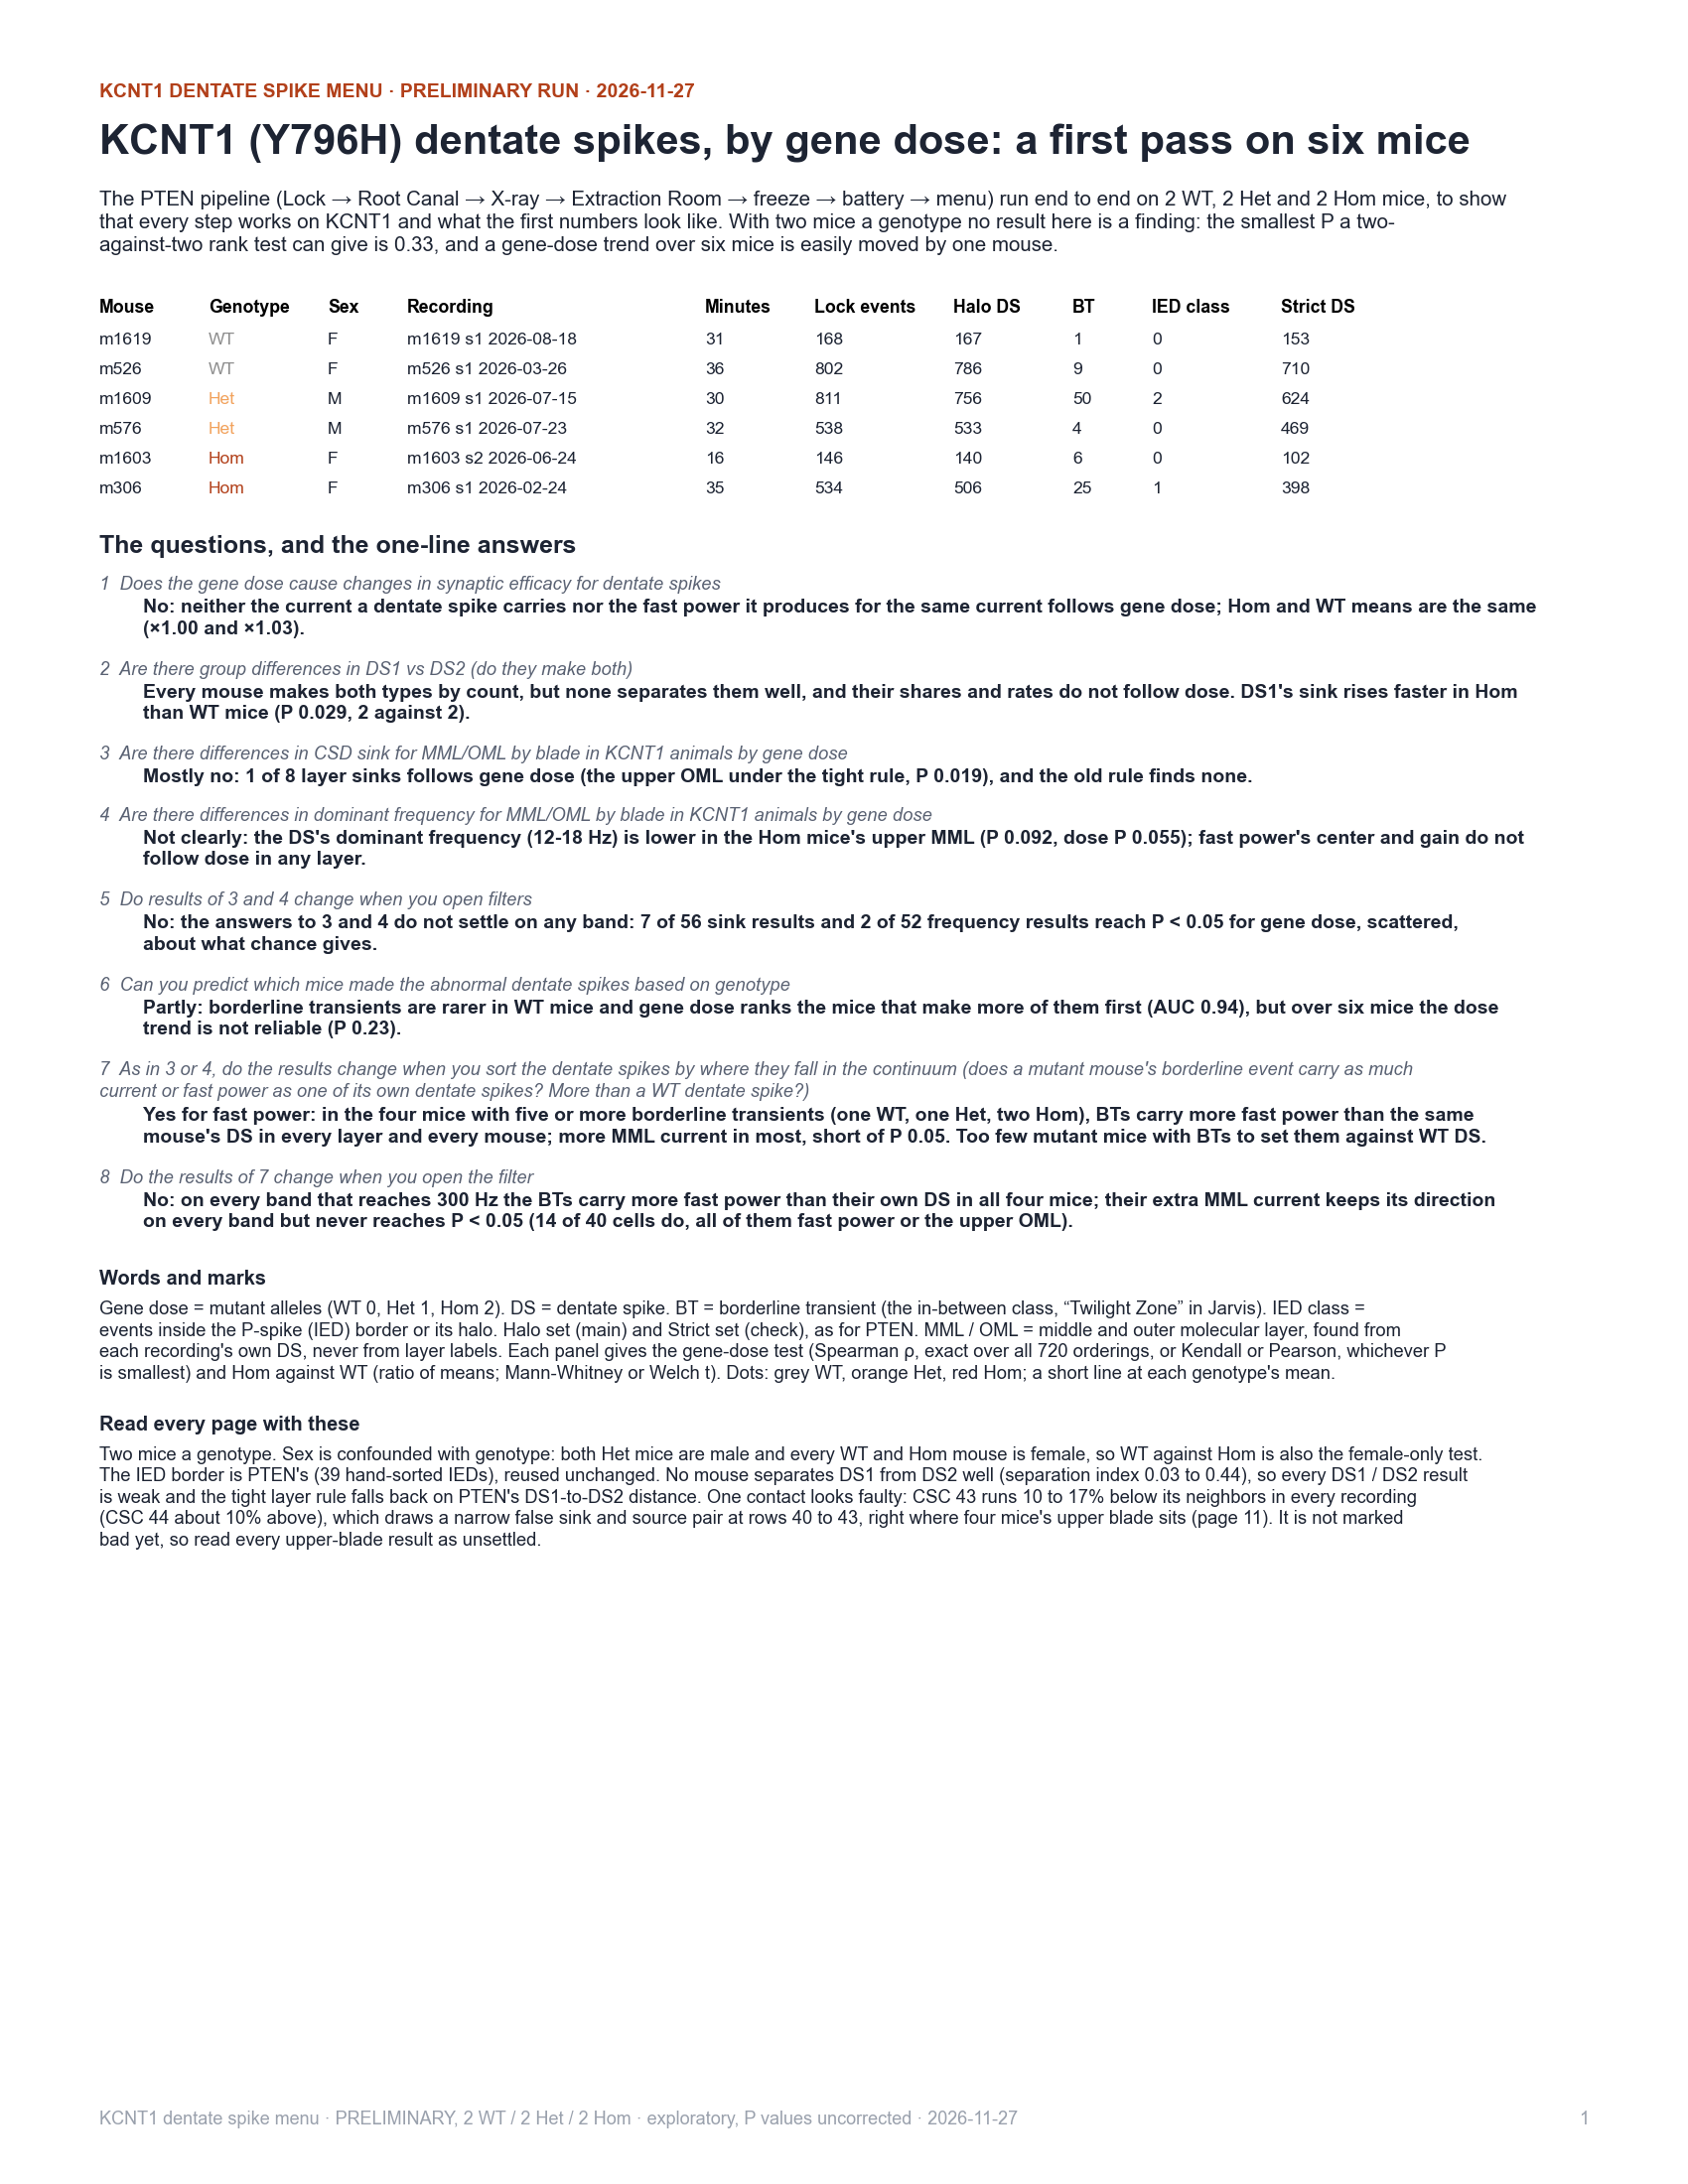 KCNT1 DENTATE SPIKE MENU · PRELIMINARY RUN · 2026-11-27
KCNT1 (Y796H) dentate spikes, by gene dose: a first pass on six mice
The PTEN pipeline (Lock → Root Canal → X-ray → Extraction Room → freeze → battery → menu) run end to end on 2 WT, 2 Het and 2 Hom mice, to show
that every step works on KCNT1 and what the first numbers look like. With two mice a genotype no result here is a finding: the smallest P a two-
against-two rank test can give is 0.33, and a gene-dose trend over six mice is easily moved by one mouse.
Mouse Genotype Sex Recording Minutes Lock events Halo DS BT IED class Strict DS
m1619 WT F m1619 s1 2026-08-18 31 168 167 1 0 153
m526 WT F m526 s1 2026-03-26 36 802 786 9 0 710
m1609 Het M m1609 s1 2026-07-15 30 811 756 50 2 624
m576 Het M m576 s1 2026-07-23 32 538 533 4 0 469
m1603 Hom F m1603 s2 2026-06-24 16 146 140 6 0 102
m306 Hom F m306 s1 2026-02-24 35 534 506 25 1 398
The questions, and the one-line answers
1 Does the gene dose cause changes in synaptic efficacy for dentate spikes
No: neither the current a dentate spike carries nor the fast power it produces for the same current follows gene dose; Hom and WT means are the same
(×1.00 and ×1.03).
2 Are there group differences in DS1 vs DS2 (do they make both)
Every mouse makes both types by count, but none separates them well, and their shares and rates do not follow dose. DS1's sink rises faster in Hom
than WT mice (P 0.029, 2 against 2).
3 Are there differences in CSD sink for MML/OML by blade in KCNT1 animals by gene dose
Mostly no: 1 of 8 layer sinks follows gene dose (the upper OML under the tight rule, P 0.019), and the old rule finds none.
4 Are there differences in dominant frequency for MML/OML by blade in KCNT1 animals by gene dose
Not clearly: the DS's dominant frequency (12-18 Hz) is lower in the Hom mice's upper MML (P 0.092, dose P 0.055); fast power's center and gain do not
follow dose in any layer.
5 Do results of 3 and 4 change when you open filters
No: the answers to 3 and 4 do not settle on any band: 7 of 56 sink results and 2 of 52 frequency results reach P < 0.05 for gene dose, scattered,
about what chance gives.
6 Can you predict which mice made the abnormal dentate spikes based on genotype
Partly: borderline transients are rarer in WT mice and gene dose ranks the mice that make more of them first (AUC 0.94), but over six mice the dose
trend is not reliable (P 0.23).
7 As in 3 or 4, do the results change when you sort the dentate spikes by where they fall in the continuum (does a mutant mouse's borderline event carry as much
current or fast power as one of its own dentate spikes? More than a WT dentate spike?)
Yes for fast power: in the four mice with five or more borderline transients (one WT, one Het, two Hom), BTs carry more fast power than the same
mouse's DS in every layer and every mouse; more MML current in most, short of P 0.05. Too few mutant mice with BTs to set them against WT DS.
8 Do the results of 7 change when you open the filter
No: on every band that reaches 300 Hz the BTs carry more fast power than their own DS in all four mice; their extra MML current keeps its direction
on every band but never reaches P < 0.05 (14 of 40 cells do, all of them fast power or the upper OML).
Words and marks
Gene dose = mutant alleles (WT 0, Het 1, Hom 2). DS = dentate spike. BT = borderline transient (the in-between class, “Twilight Zone” in Jarvis). IED class =
events inside the P-spike (IED) border or its halo. Halo set (main) and Strict set (check), as for PTEN. MML / OML = middle and outer molecular layer, found from
each recording's own DS, never from layer labels. Each panel gives the gene-dose test (Spearman ρ, exact over all 720 orderings, or Kendall or Pearson, whichever P
is smallest) and Hom against WT (ratio of means; Mann-Whitney or Welch t). Dots: grey WT, orange Het, red Hom; a short line at each genotype's mean.
Read every page with these
Two mice a genotype. Sex is confounded with genotype: both Het mice are male and every WT and Hom mouse is female, so WT against Hom is also the female-only test.
The IED border is PTEN's (39 hand-sorted IEDs), reused unchanged. No mouse separates DS1 from DS2 well (separation index 0.03 to 0.44), so every DS1 / DS2 result
is weak and the tight layer rule falls back on PTEN's DS1-to-DS2 distance. One contact looks faulty: CSC 43 runs 10 to 17% below its neighbors in every recording
(CSC 44 about 10% above), which draws a narrow false sink and source pair at rows 40 to 43, right where four mice's upper blade sits (page 11). It is not marked
bad yet, so read every upper-blade result as unsettled.
KCNT1 dentate spike menu · PRELIMINARY, 2 WT / 2 Het / 2 Hom · exploratory, P values uncorrected · 2026-11-27 1